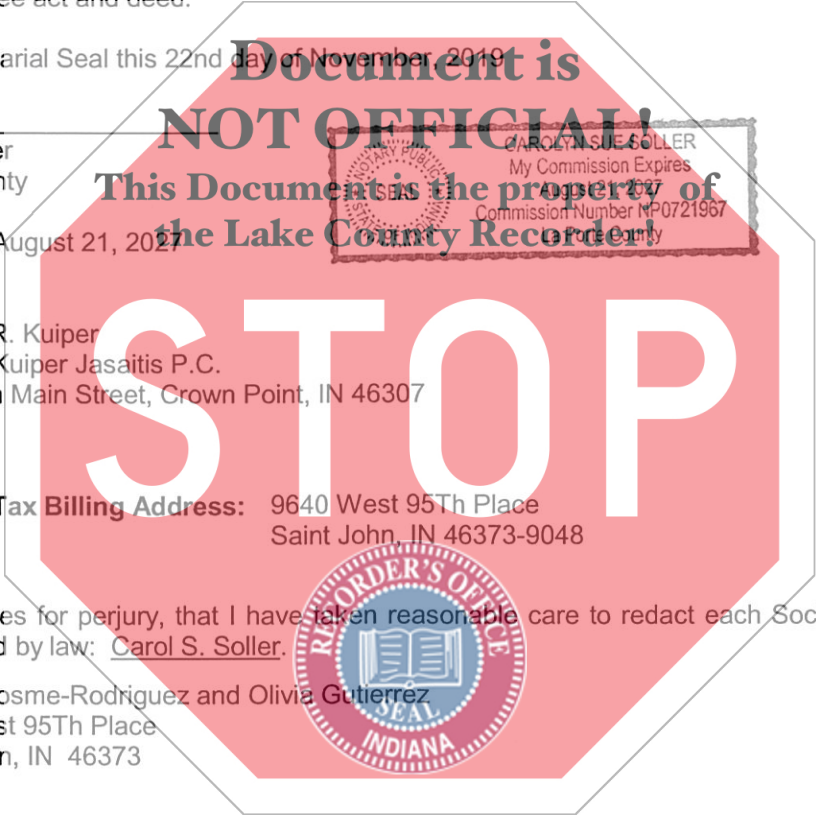 ee act and deed.
arial Seal this 22nd day of November, 2019
Document is
NOT OFFICIAL!
This Document is the property of
the Lake County Recorder!
er
nty
August 21, 2027
NOTARY PUBLIC
SEAL
CAROLYN SUE SOLLER
My Commission Expires
August 21, 2027
Commission Number NP0721967
La Porte County
STOP
R. Kuiper
Kuiper Jasaitis P.C.
Main Street, Crown Point, IN 46307
Tax Billing Address: 9640 West 95Th Place
Saint John, IN 46373-9048
es for perjury, that I have taken reasonable care to redact each Soc
d by law: Carol S. Soller.
osme-Rodriguez and Olivia Gutierrez
st 95Th Place
n, IN 46373
RECORDER'S OFFICE
SEAL
INDIANA